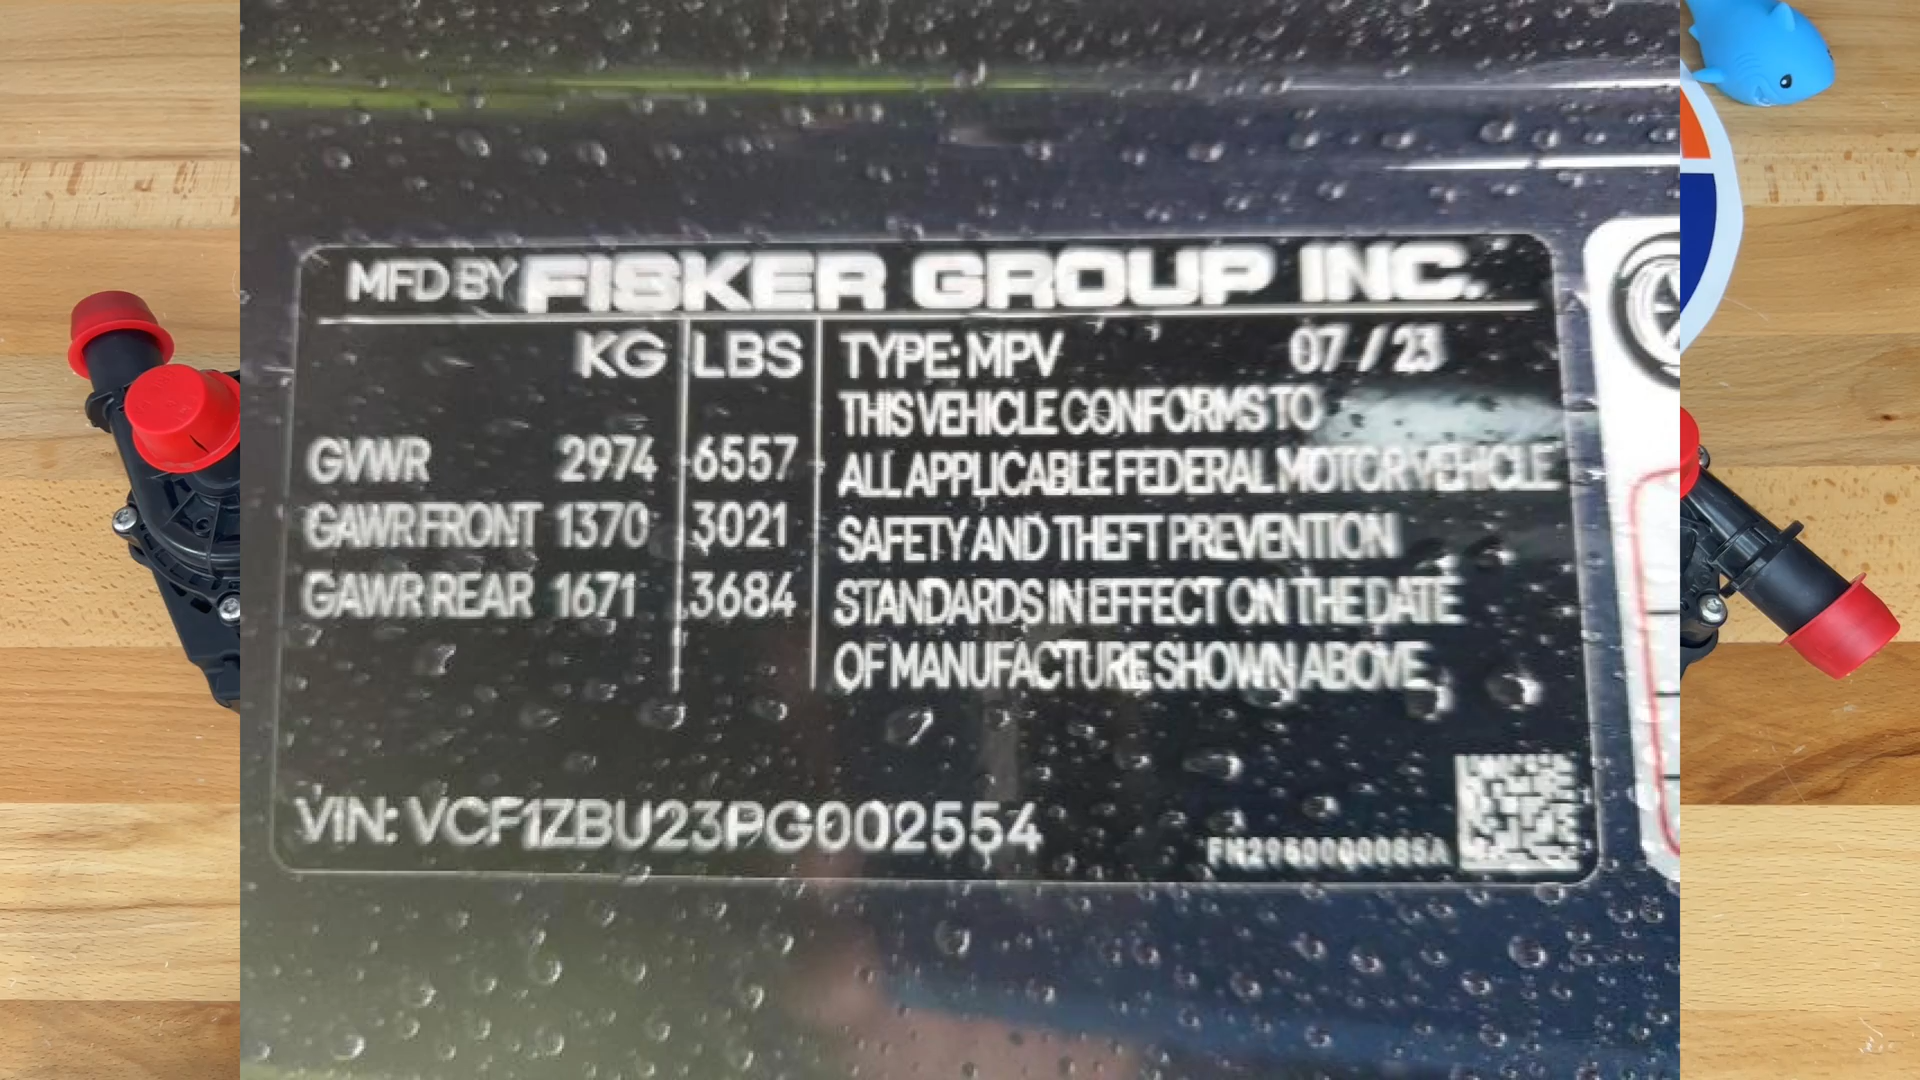 MFD BY FISKER GROUP INC.
KG LBS TYPE: MPV 07 / 23
THIS VEHICLE CONFORMS TO
GVWR 2974 6557 ALL APPLICABLE FEDERAL MOTOR VEHICLE
GAWR FRONT 1370 3021 SAFETY AND THEFT PREVENTION
GAWR REAR 1671 3684 STANDARDS IN EFFECT ON THE DATE
OF MANUFACTURE SHOWN ABOVE
VIN: VCF1ZBU23PG002554